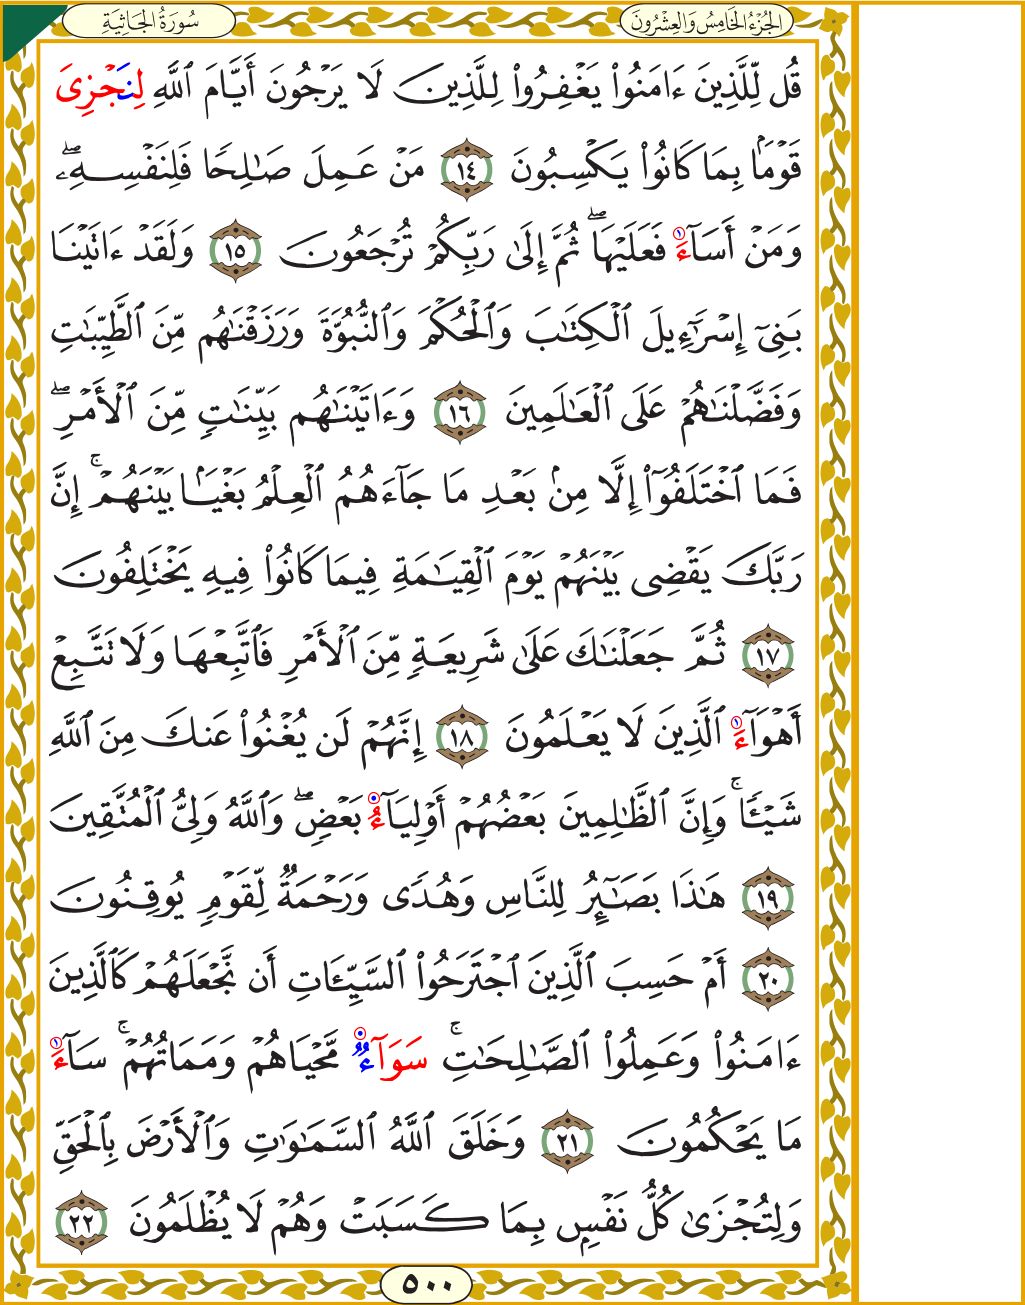 سُورَةُ الجَاثِيَةِ
الجُزْءُ الخَامِسُ وَالعِشْرُونَ
قُل لِّلَّذِينَ ءَامَنُوا۟ يَغْفِرُوا۟ لِلَّذِينَ لَا يَرْجُونَ أَيَّامَ ٱللَّهِ لِنَجْزِىَ
قَوْمًۢا بِمَا كَانُوا۟ يَكْسِبُونَ ١٤ مَنْ عَمِلَ صَـٰلِحًا فَلِنَفْسِهِۦ ۖ
وَمَنْ أَسَآءَ فَعَلَيْهَا ۖ ثُمَّ إِلَىٰ رَبِّكُمْ تُرْجَعُونَ ١٥ وَلَقَدْ ءَاتَيْنَا
بَنِىٓ إِسْرَٰٓءِيلَ ٱلْكِتَـٰبَ وَٱلْحُكْمَ وَٱلنُّبُوَّةَ وَرَزَقْنَـٰهُم مِّنَ ٱلطَّيِّبَـٰتِ
وَفَضَّلْنَـٰهُمْ عَلَى ٱلْعَـٰلَمِينَ ١٦ وَءَاتَيْنَـٰهُم بَيِّنَـٰتٍ مِّنَ ٱلْأَمْرِ ۖ
فَمَا ٱخْتَلَفُوٓا۟ إِلَّا مِنۢ بَعْدِ مَا جَآءَهُمُ ٱلْعِلْمُ بَغْيًۢا بَيْنَهُمْ ۚ إِنَّ
رَبَّكَ يَقْضِى بَيْنَهُمْ يَوْمَ ٱلْقِيَـٰمَةِ فِيمَا كَانُوا۟ فِيهِ يَخْتَلِفُونَ
١٧ ثُمَّ جَعَلْنَـٰكَ عَلَىٰ شَرِيعَةٍ مِّنَ ٱلْأَمْرِ فَٱتَّبِعْهَا وَلَا تَتَّبِعْ
أَهْوَآءَ ٱلَّذِينَ لَا يَعْلَمُونَ ١٨ إِنَّهُمْ لَن يُغْنُوا۟ عَنكَ مِنَ ٱللَّهِ
شَيْـًٔا ۚ وَإِنَّ ٱلظَّـٰلِمِينَ بَعْضُهُمْ أَوْلِيَآءُ بَعْضٍ ۖ وَٱللَّهُ وَلِىُّ ٱلْمُتَّقِينَ
١٩ هَـٰذَا بَصَـٰٓئِرُ لِلنَّاسِ وَهُدًى وَرَحْمَةٌ لِّقَوْمٍ يُوقِنُونَ
٢٠ أَمْ حَسِبَ ٱلَّذِينَ ٱجْتَرَحُوا۟ ٱلسَّيِّـَٔاتِ أَن نَّجْعَلَهُمْ كَٱلَّذِينَ
ءَامَنُوا۟ وَعَمِلُوا۟ ٱلصَّـٰلِحَـٰتِ ۚ سَوَآءٌ مَّحْيَاهُمْ وَمَمَاتُهُمْ ۚ سَآءَ
مَا يَحْكُمُونَ ٢١ وَخَلَقَ ٱللَّهُ ٱلسَّمَـٰوَٰتِ وَٱلْأَرْضَ بِٱلْحَقِّ
وَلِتُجْزَىٰ كُلُّ نَفْسٍۭ بِمَا كَسَبَتْ وَهُمْ لَا يُظْلَمُونَ ٢٢
٥٠٠